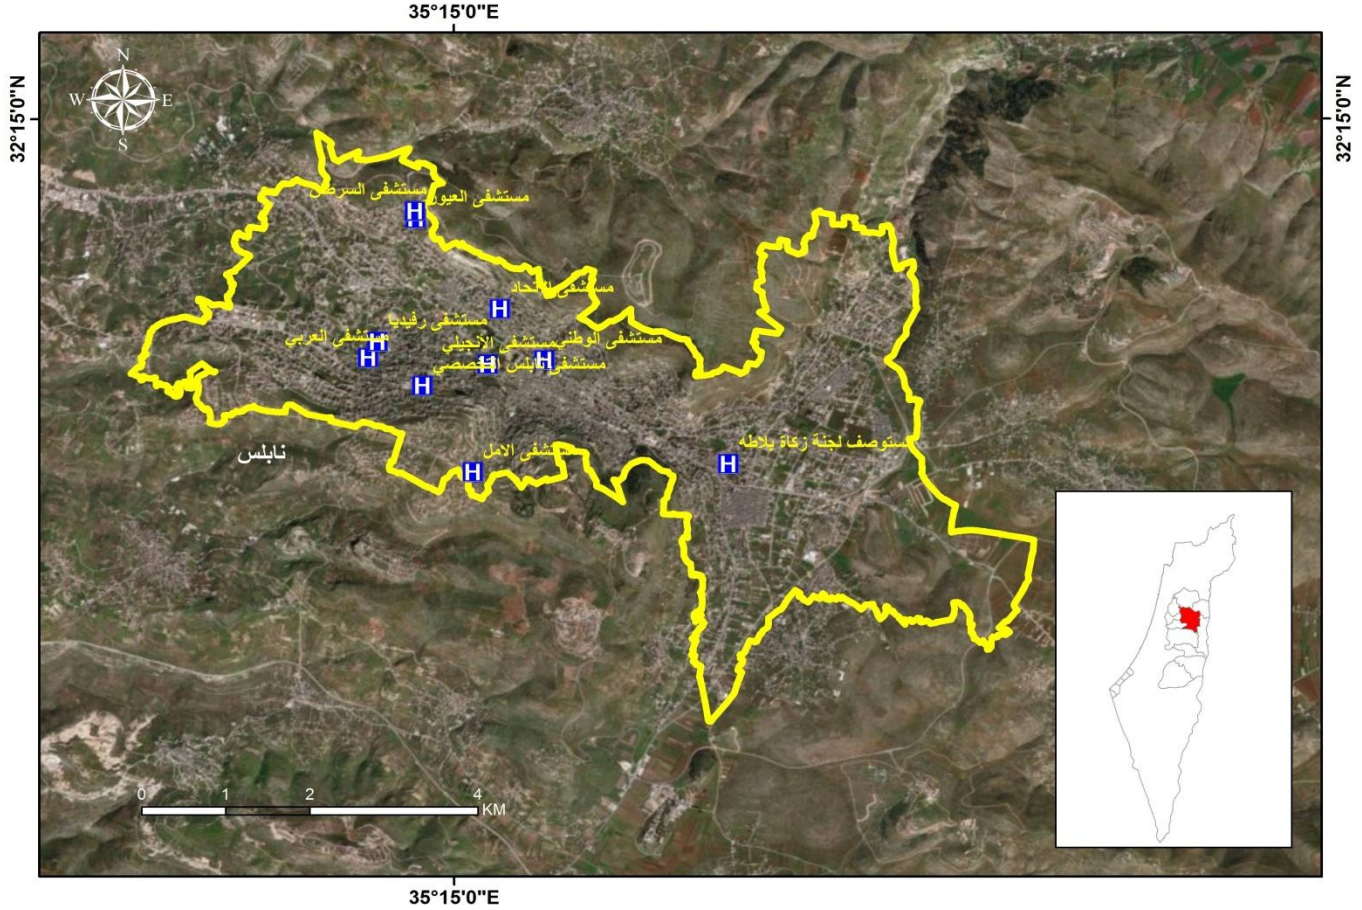 35°15'0"E
32°15'0"N
32°15'0"N
N
W
E
S
مستشفى السرطان
مستشفى العيون
مستشفى الاتحاد
مستشفى رفيديا
مستشفى العربي
مستشفى الوطني
مستشفى الأنجيلي
مستشفى نابلس التخصصي
مستوصف لجنة زكاة بلاطه
مستشفى الامل
نابلس
H
H
H
H
H
H
H
H
H
0
1
2
4
KM
35°15'0"E